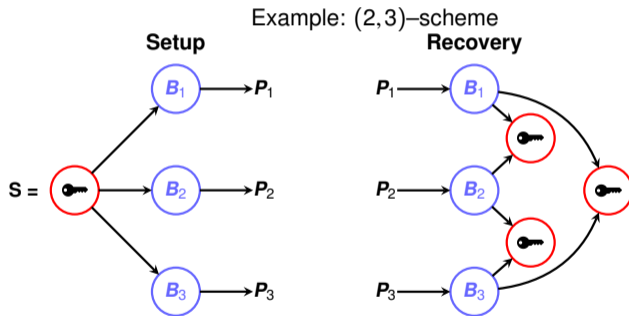 Example: (2,3)–scheme
Setup Recovery
B₁ P₁ P₁ B₁
S = B₂ P₂ P₂ B₂
B₃ P₃ P₃ B₃